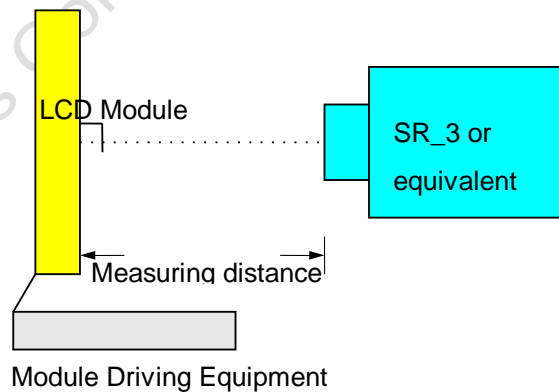 LCD Module
SR_3 or
equivalent
Measuring distance
Module Driving Equipment